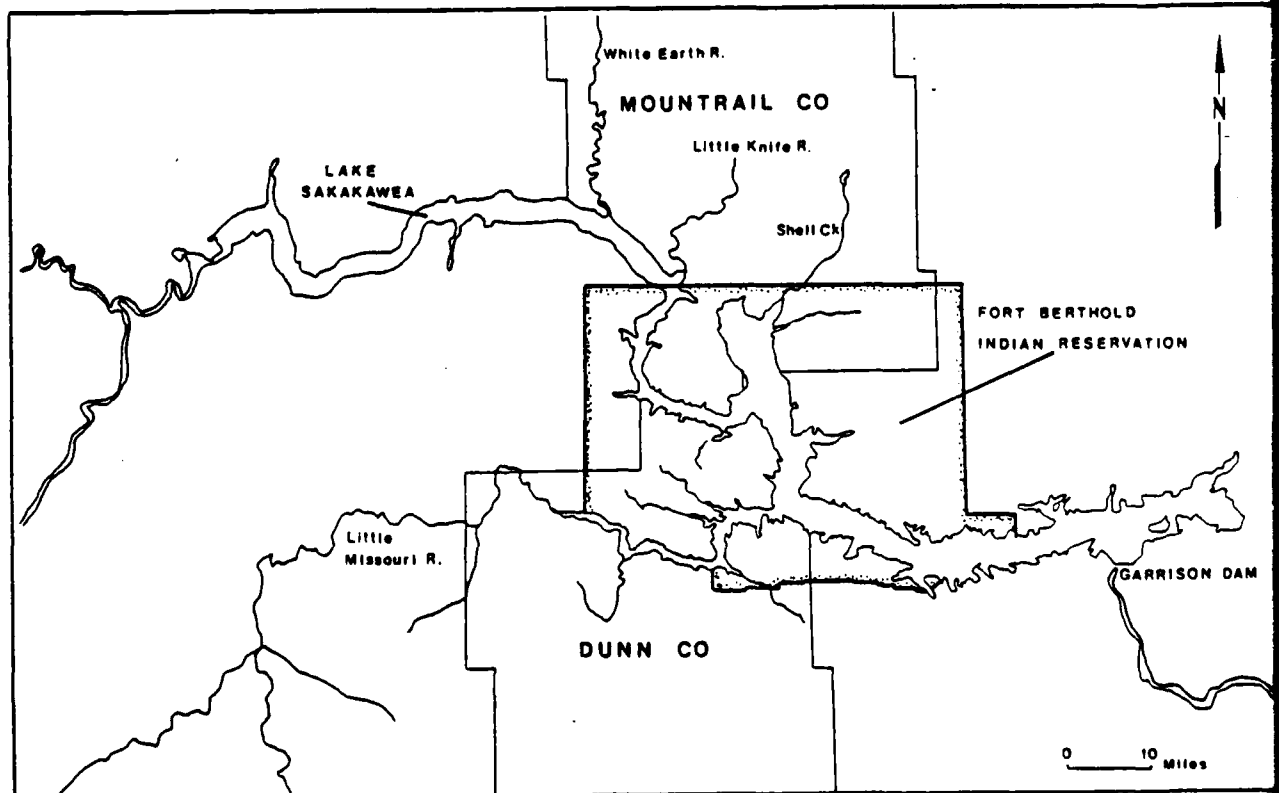 White Earth R.
MOUNTRAIL CO
N
Little Knife R.
LAKE
SAKAKAWEA
Shell Ck
FORT BERTHOLD
INDIAN RESERVATION
Little
Missouri R.
GARRISON DAM
DUNN CO
0 10 Miles